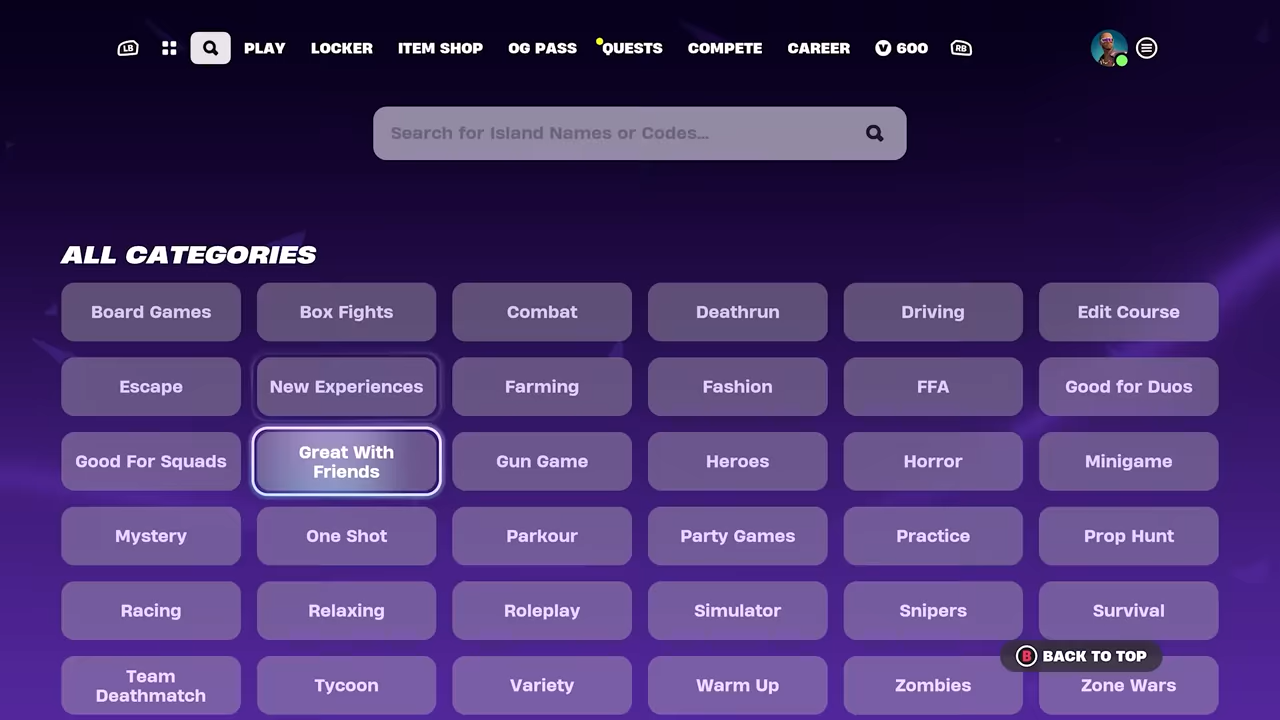 LB
PLAY
LOCKER
ITEM SHOP
OG PASS
QUESTS
COMPETE
CAREER
V 600
RB
Search for Island Names or Codes...
ALL CATEGORIES
Board Games
Box Fights
Combat
Deathrun
Driving
Edit Course
Escape
New Experiences
Farming
Fashion
FFA
Good for Duos
Good For Squads
Great With
Friends
Gun Game
Heroes
Horror
Minigame
Mystery
One Shot
Parkour
Party Games
Practice
Prop Hunt
Racing
Relaxing
Roleplay
Simulator
Snipers
Survival
B BACK TO TOP
Team
Deathmatch
Tycoon
Variety
Warm Up
Zombies
Zone Wars